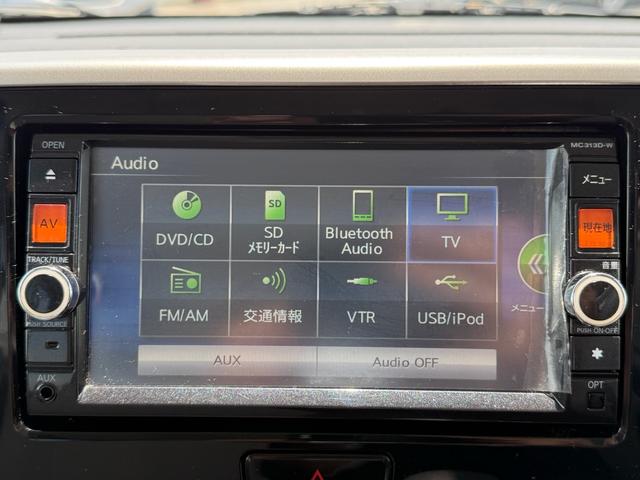 OPEN
MC313D-W
AV
TRACK/TUNE
PUSH SOURCE
AUX
Audio
DVD/CD
SD
SD
メモリーカード
Bluetooth
Audio
TV
FM/AM
交通情報
VTR
USB/iPod
AUX
Audio OFF
メニュー
メニュー
現在地
音量
PUSH ON-OFF
OPT